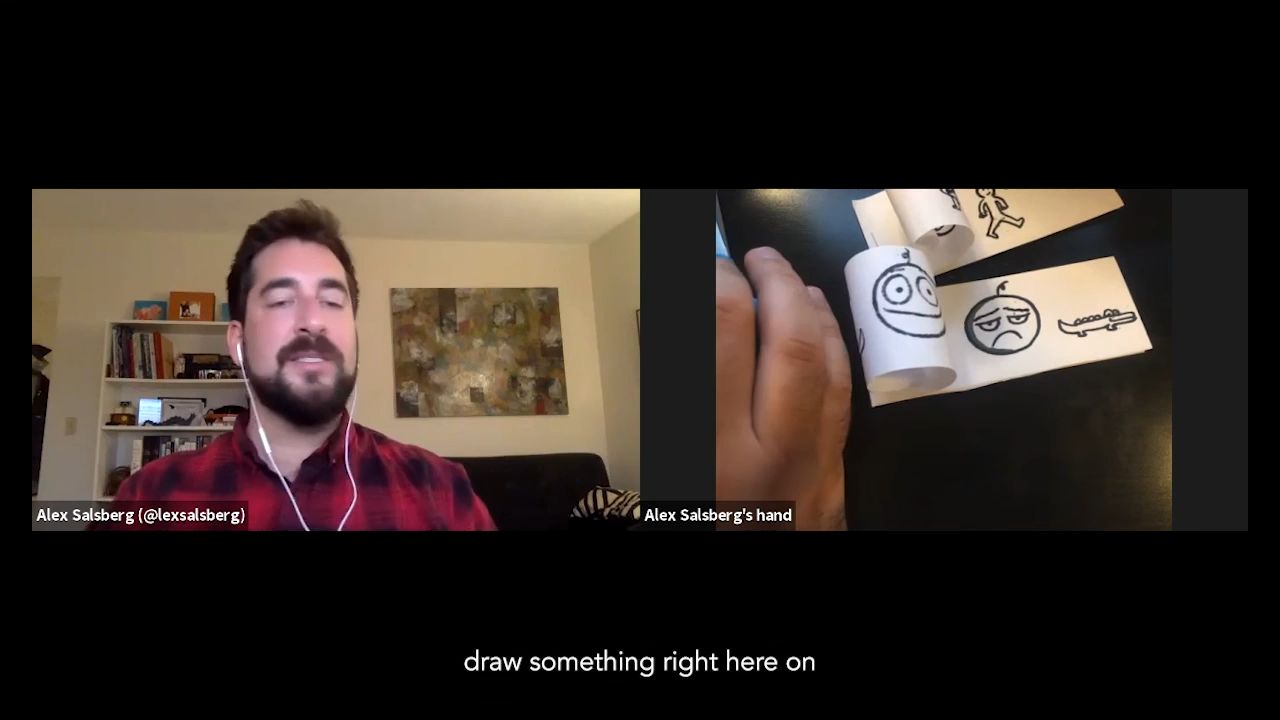 Alex Salsberg (@lexsalsberg)
Alex Salsberg's hand
draw something right here on